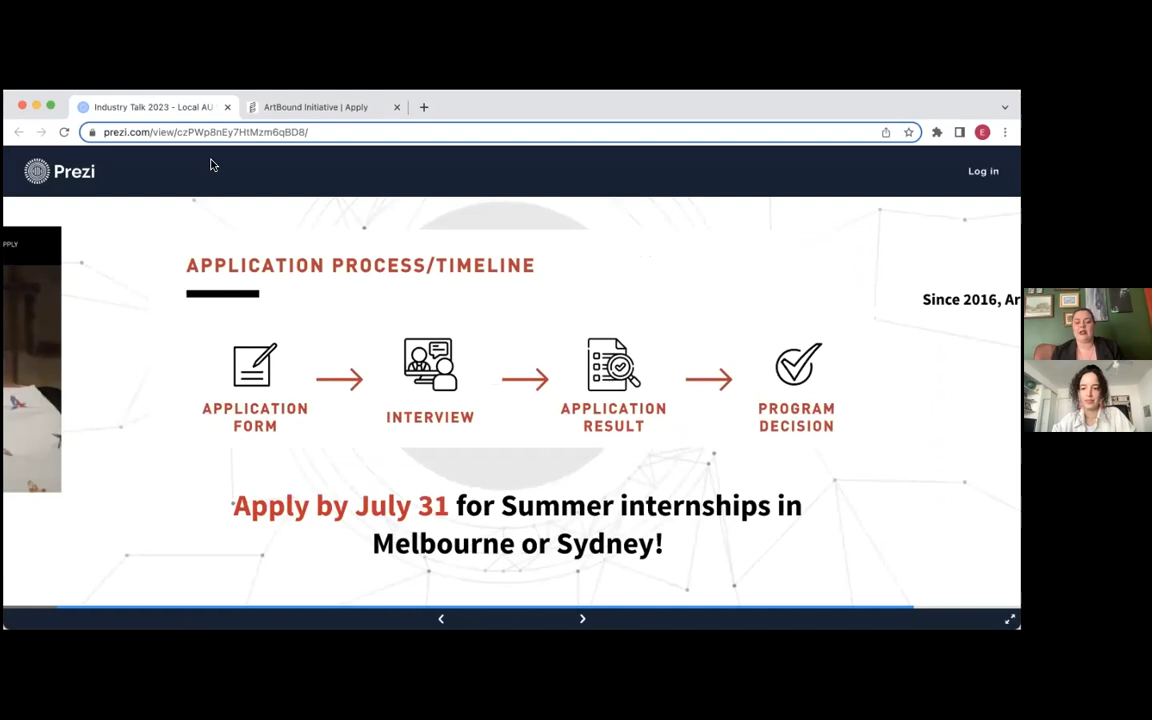 Industry Talk 2023 - Local AU
ArtBound Initiative | Apply
prezi.com/view/czPWp8nEy7HtMzm6qBD8/
E
Prezi
Log in
PPLY
APPLICATION PROCESS/TIMELINE
Since 2016, Ar
APPLICATION
FORM
INTERVIEW
APPLICATION
RESULT
PROGRAM
DECISION
Apply by July 31 for Summer internships in
Melbourne or Sydney!